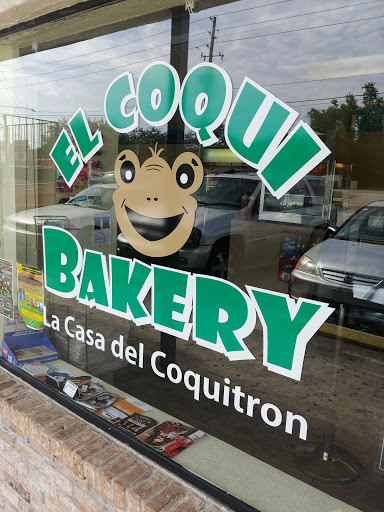 EL COQUI
BAKERY
La Casa del Coquitron